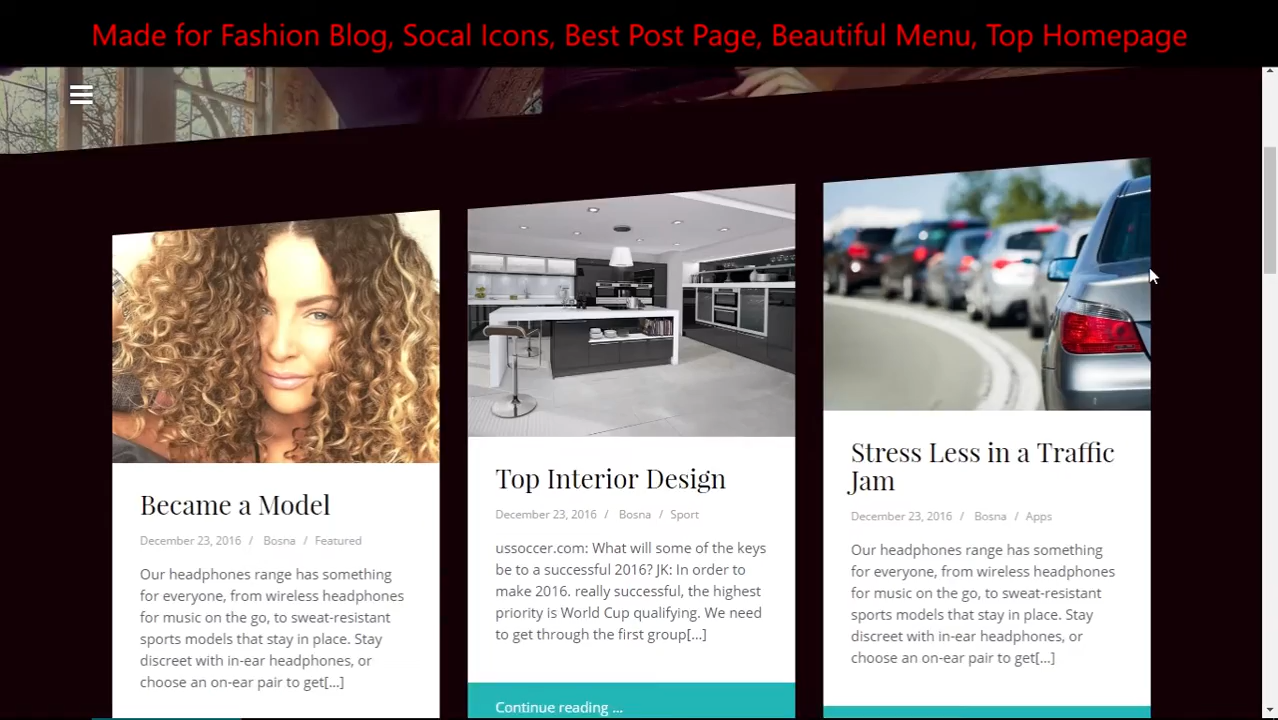 Made for Fashion Blog, Socal Icons, Best Post Page, Beautiful Menu, Top Homepage
Became a Model
December 23, 2016 / Bosna / Featured
Our headphones range has something
for everyone, from wireless headphones
for music on the go, to sweat-resistant
sports models that stay in place. Stay
discreet with in-ear headphones, or
choose an on-ear pair to get[...]
Top Interior Design
December 23, 2016 / Bosna / Sport
ussoccer.com: What will some of the keys
be to a successful 2016? JK: In order to
make 2016. really successful, the highest
priority is World Cup qualifying. We need
to get through the first group[...]
Continue reading ...
Stress Less in a Traffic
Jam
December 23, 2016 / Bosna / Apps
Our headphones range has something
for everyone, from wireless headphones
for music on the go, to sweat-resistant
sports models that stay in place. Stay
discreet with in-ear headphones, or
choose an on-ear pair to get[...]